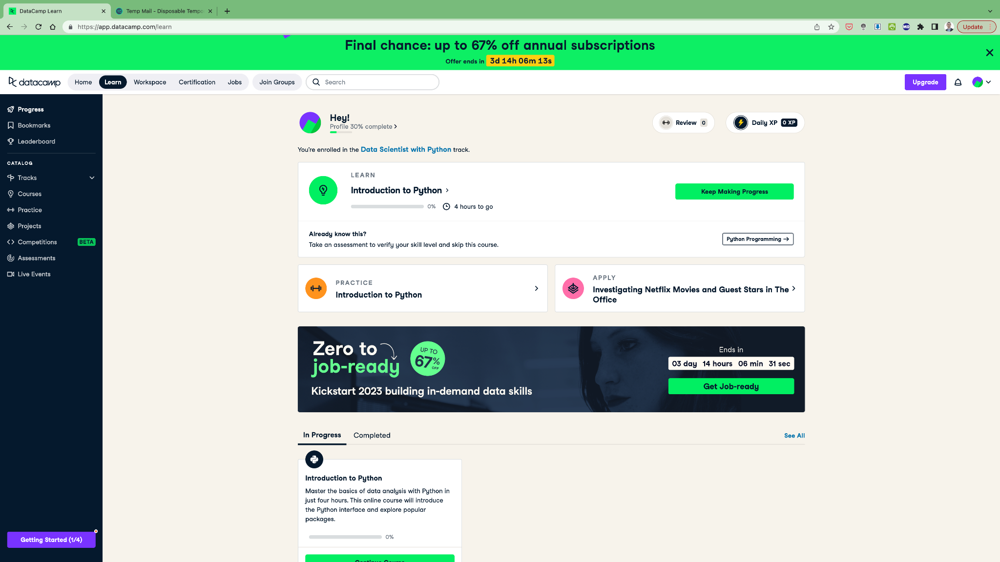 DataCamp Learn
Temp Mail - Disposable Tempo
https://app.datacamp.com/learn
Update
Final chance: up to 67% off annual subscriptions
Offer ends in 3d 14h 06m 13s
datacamp
Home
Learn
Workspace
Certification
Jobs
Join Groups
Search
Upgrade
Progress
Bookmarks
Leaderboard
CATALOG
Tracks
Courses
Practice
Projects
Competitions BETA
Assessments
Live Events
Getting Started (1/4)
Hey!
Profile 30% complete
Review 0
Daily XP 0 XP
You're enrolled in the Data Scientist with Python track.
LEARN
Introduction to Python
0% 4 hours to go
Keep Making Progress
Already know this?
Take an assessment to verify your skill level and skip this course.
Python Programming →
PRACTICE
Introduction to Python
APPLY
Investigating Netflix Movies and Guest Stars in The
Office
Zero to
job-ready
UP TO
67%
OFF
Kickstart 2023 building in-demand data skills
Ends in
03 day 14 hours 06 min 31 sec
Get Job-ready
In Progress
Completed
See All
Introduction to Python
Master the basics of data analysis with Python in
just four hours. This online course will introduce
the Python interface and explore popular
packages.
0%
Continue Course